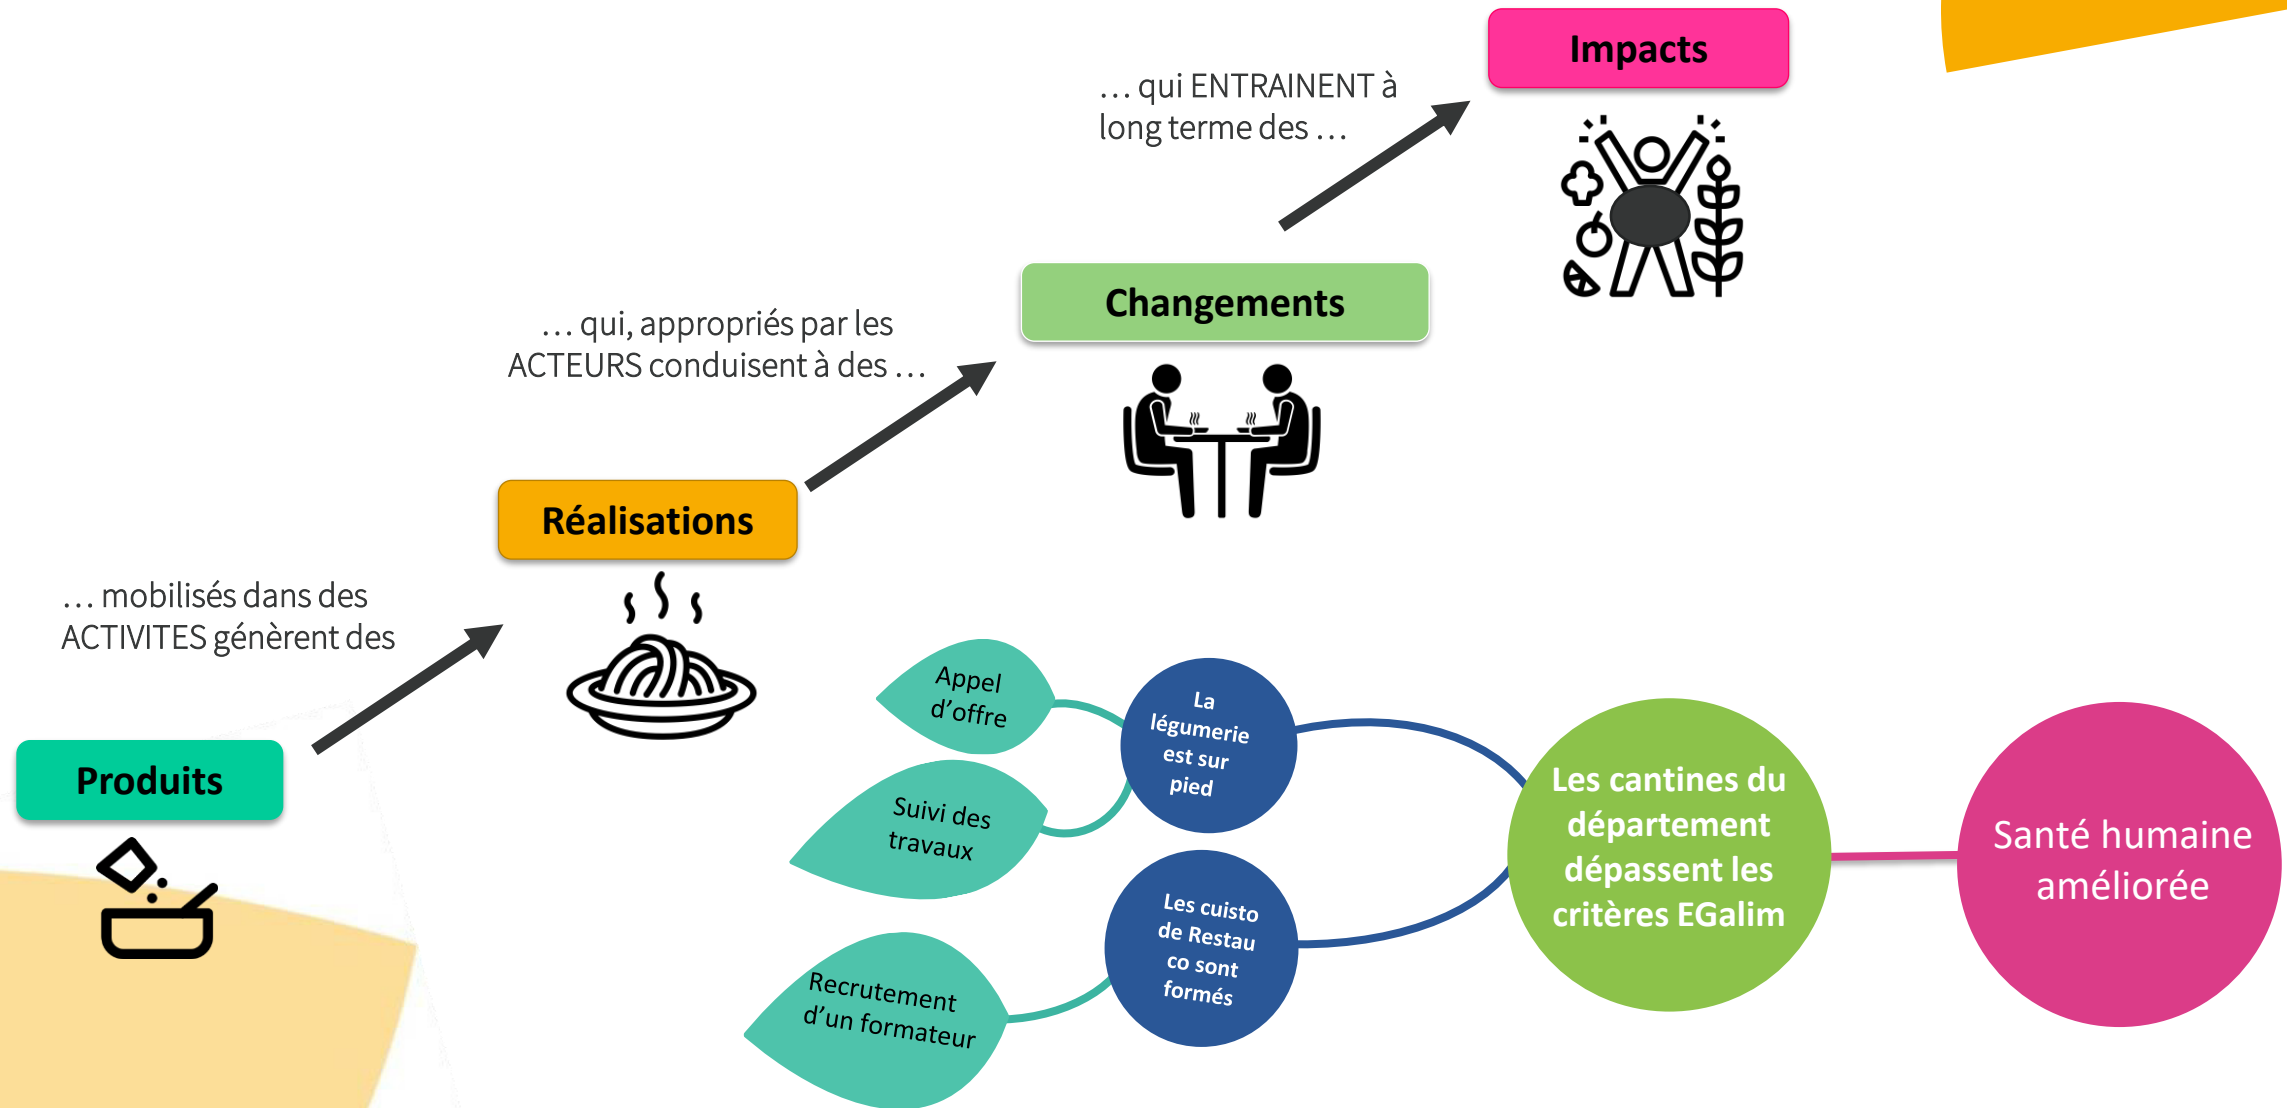 Impacts
… qui ENTRAINENT à
long terme des …
Changements
… qui, appropriés par les
ACTEURS conduisent à des …
Réalisations
… mobilisés dans des
ACTIVITES génèrent des
Produits
Appel
d’offre
Suivi des
travaux
Recrutement
d’un formateur
La
légumerie
est sur
pied
Les cuisto
de Restau
co sont
formés
Les cantines du
département
dépassent les
critères EGalim
Santé humaine
améliorée